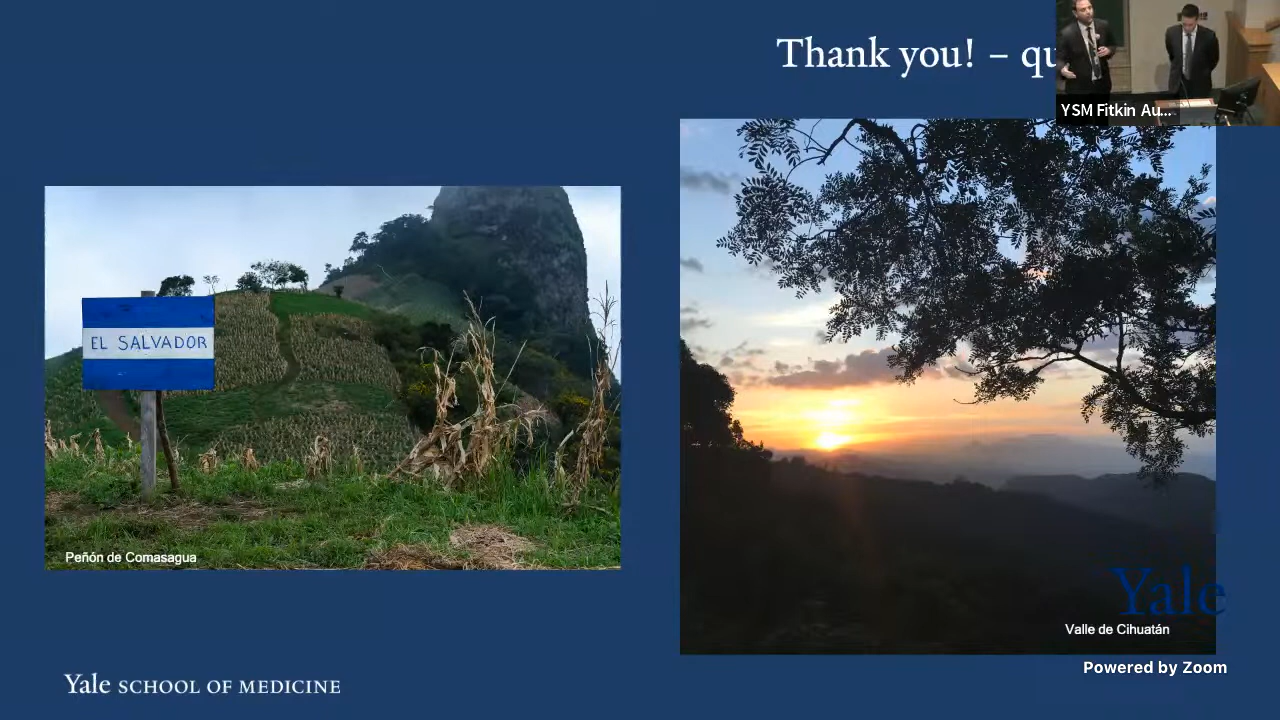 Thank you! – qu
YSM Fitkin Au...
EL SALVADOR
Peñón de Comasagua
Yale
Valle de Cihuatán
Powered by Zoom
Yale SCHOOL OF MEDICINE